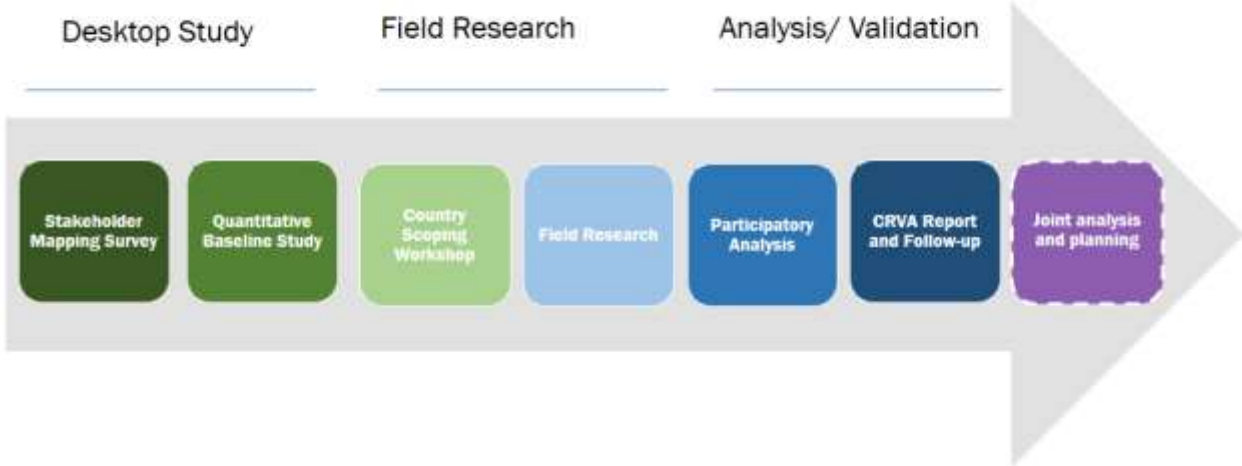 Desktop Study
Field Research
Analysis/ Validation
Stakeholder
Mapping Survey
Quantitative
Baseline Study
Country
Scoping
Workshop
Field Research
Participatory
Analysis
CRVA Report
and Follow-up
Joint analysis
and planning